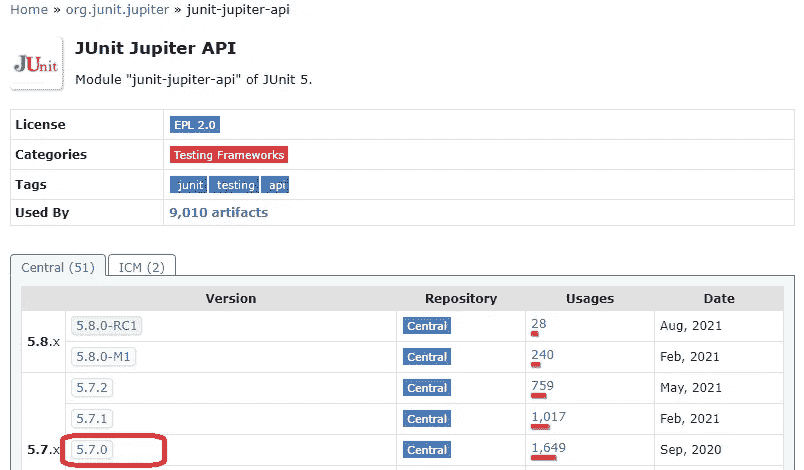 Home » org.junit.jupiter » junit-jupiter-api
JUnit
JUnit Jupiter API
Module "junit-jupiter-api" of JUnit 5.
License EPL 2.0
Categories Testing Frameworks
Tags junit testing api
Used By 9,010 artifacts
Central (51) ICM (2)
Version Repository Usages Date
5.8.x 5.8.0-RC1 Central 28 Aug, 2021
5.8.0-M1 Central 240 Feb, 2021
5.7.2 Central 759 May, 2021
5.7.1 Central 1,017 Feb, 2021
5.7.x 5.7.0 Central 1,649 Sep, 2020